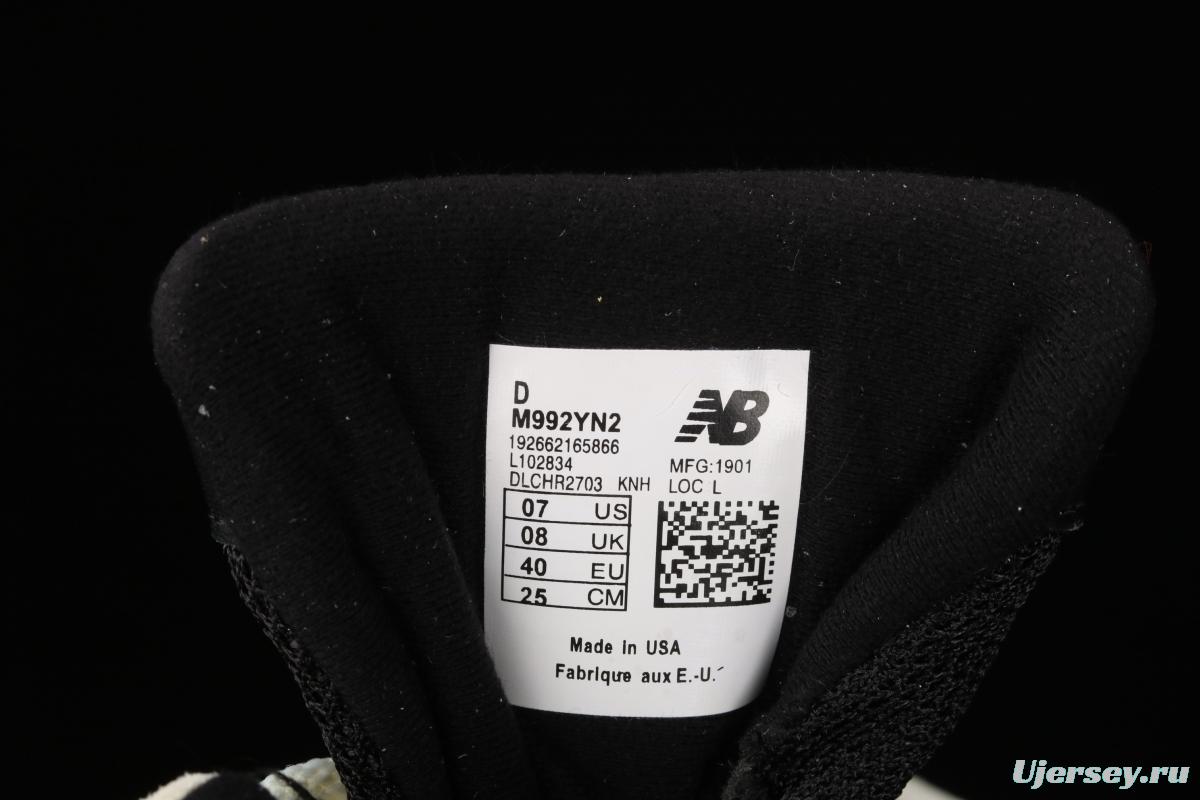 D
M992YN2
192662165866
L102834
DLCHR2703 KNH
NB
MFG:1901
LOC L
07 US
08 UK
40 EU
25 CM
Made in USA
Fabrique aux E.-U.
Ujersey.ru